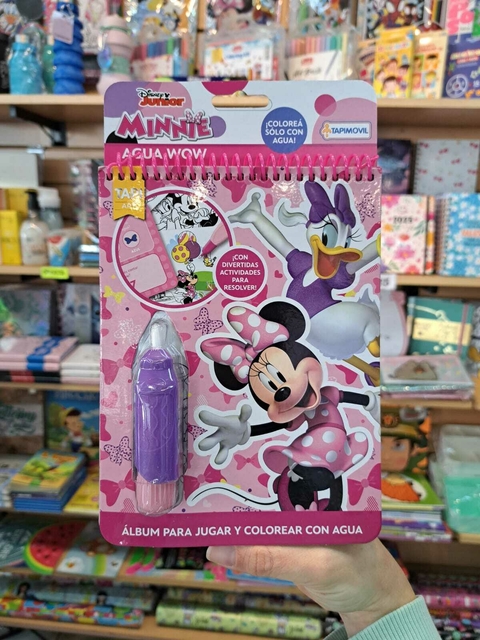 Disney
Junior
MINNIE
AGUA WOW
¡COLOREÁ
SÓLO CON
AGUA!
TAPIMOVIL
¡CON
DIVERTIDAS
ACTIVIDADES
PARA
RESOLVER!
ÁLBUM PARA JUGAR Y COLOREAR CON AGUA